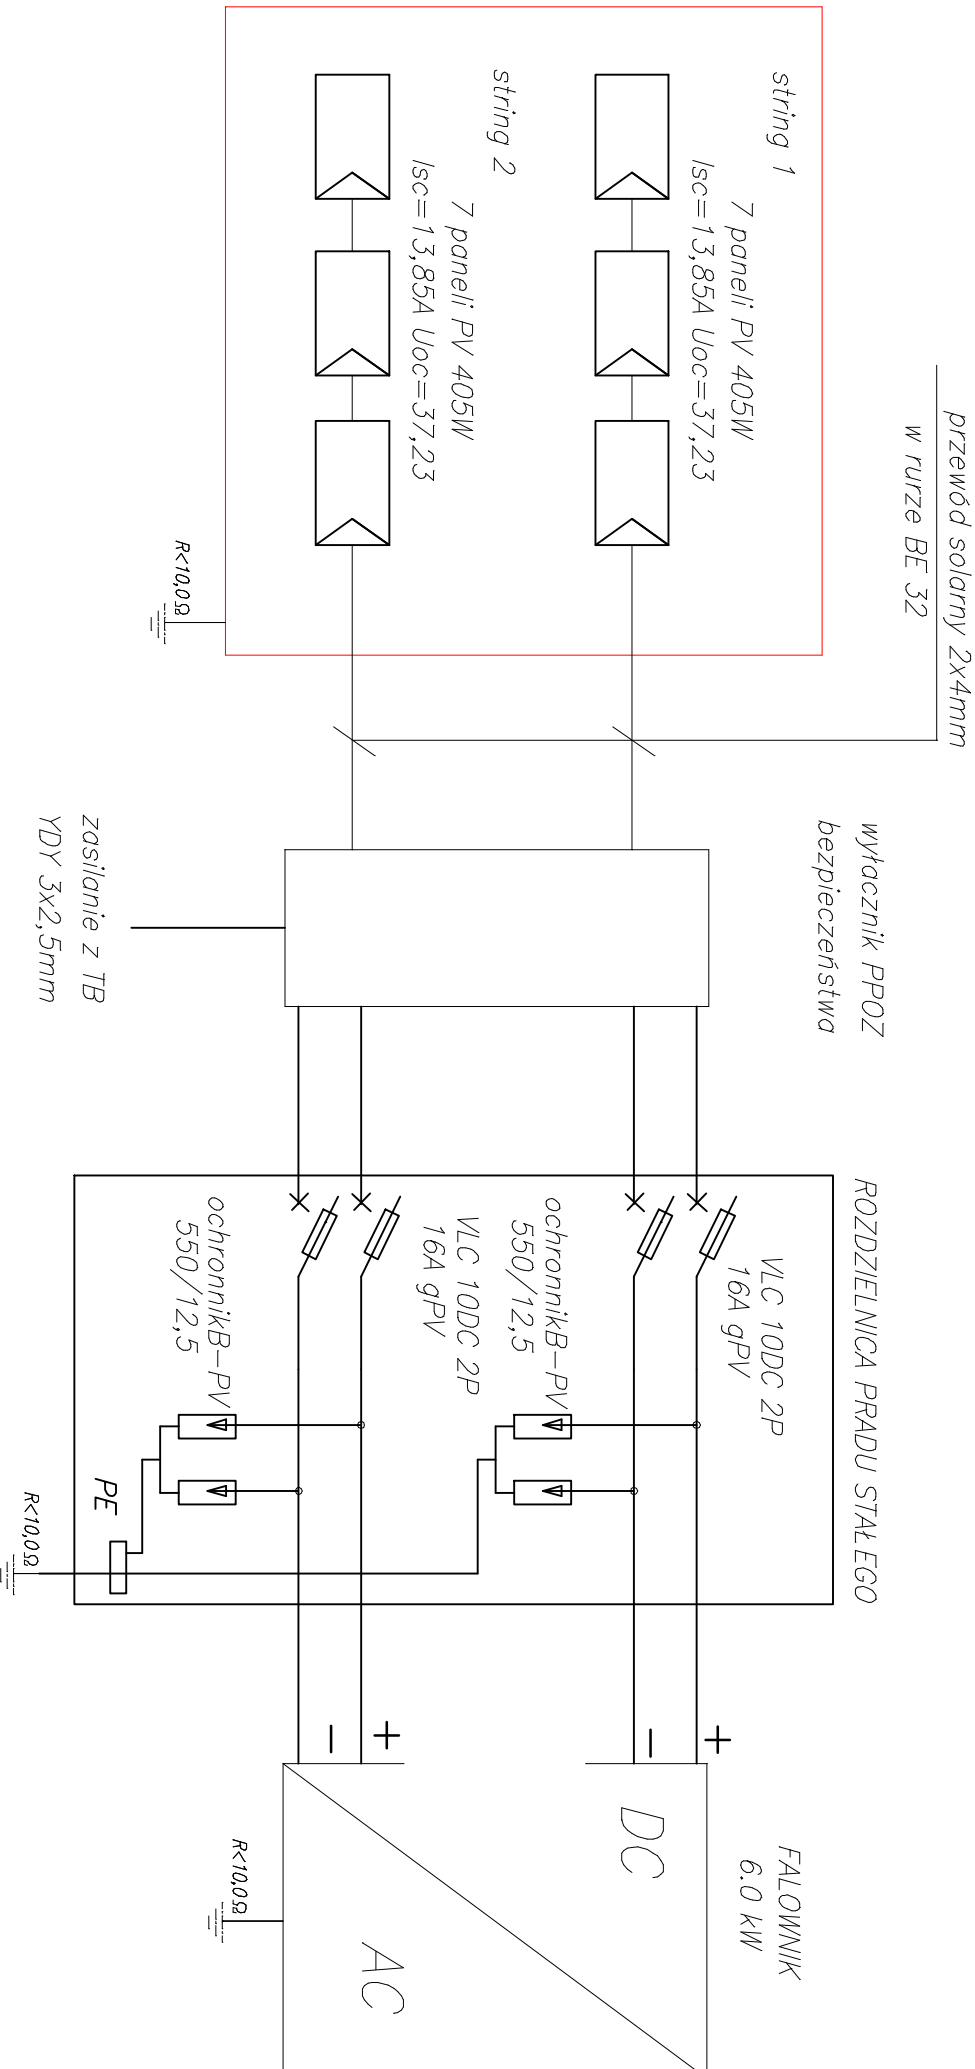 string 1
7 paneli PV 405W
Isc=13,85A Uoc=37,23
string 2
7 paneli PV 405W
Isc=13,85A Uoc=37,23
R<10,0Ω
przewód solarny 2x4mm
w rurze BE 32
wyłacznik PPOZ
bezpieczeństwa
zasilanie z TB
YDY 3x2,5mm
ROZDZIELNICA PRADU STAŁEGO
VLC 10DC 2P
16A gPV
ochronnikB-PV
550/12,5
VLC 10DC 2P
16A gPV
ochronnikB-PV
550/12,5
PE
R<10,0Ω
FALOWNIK
6.0 kW
+
-
DC
+
-
AC
R<10,0Ω